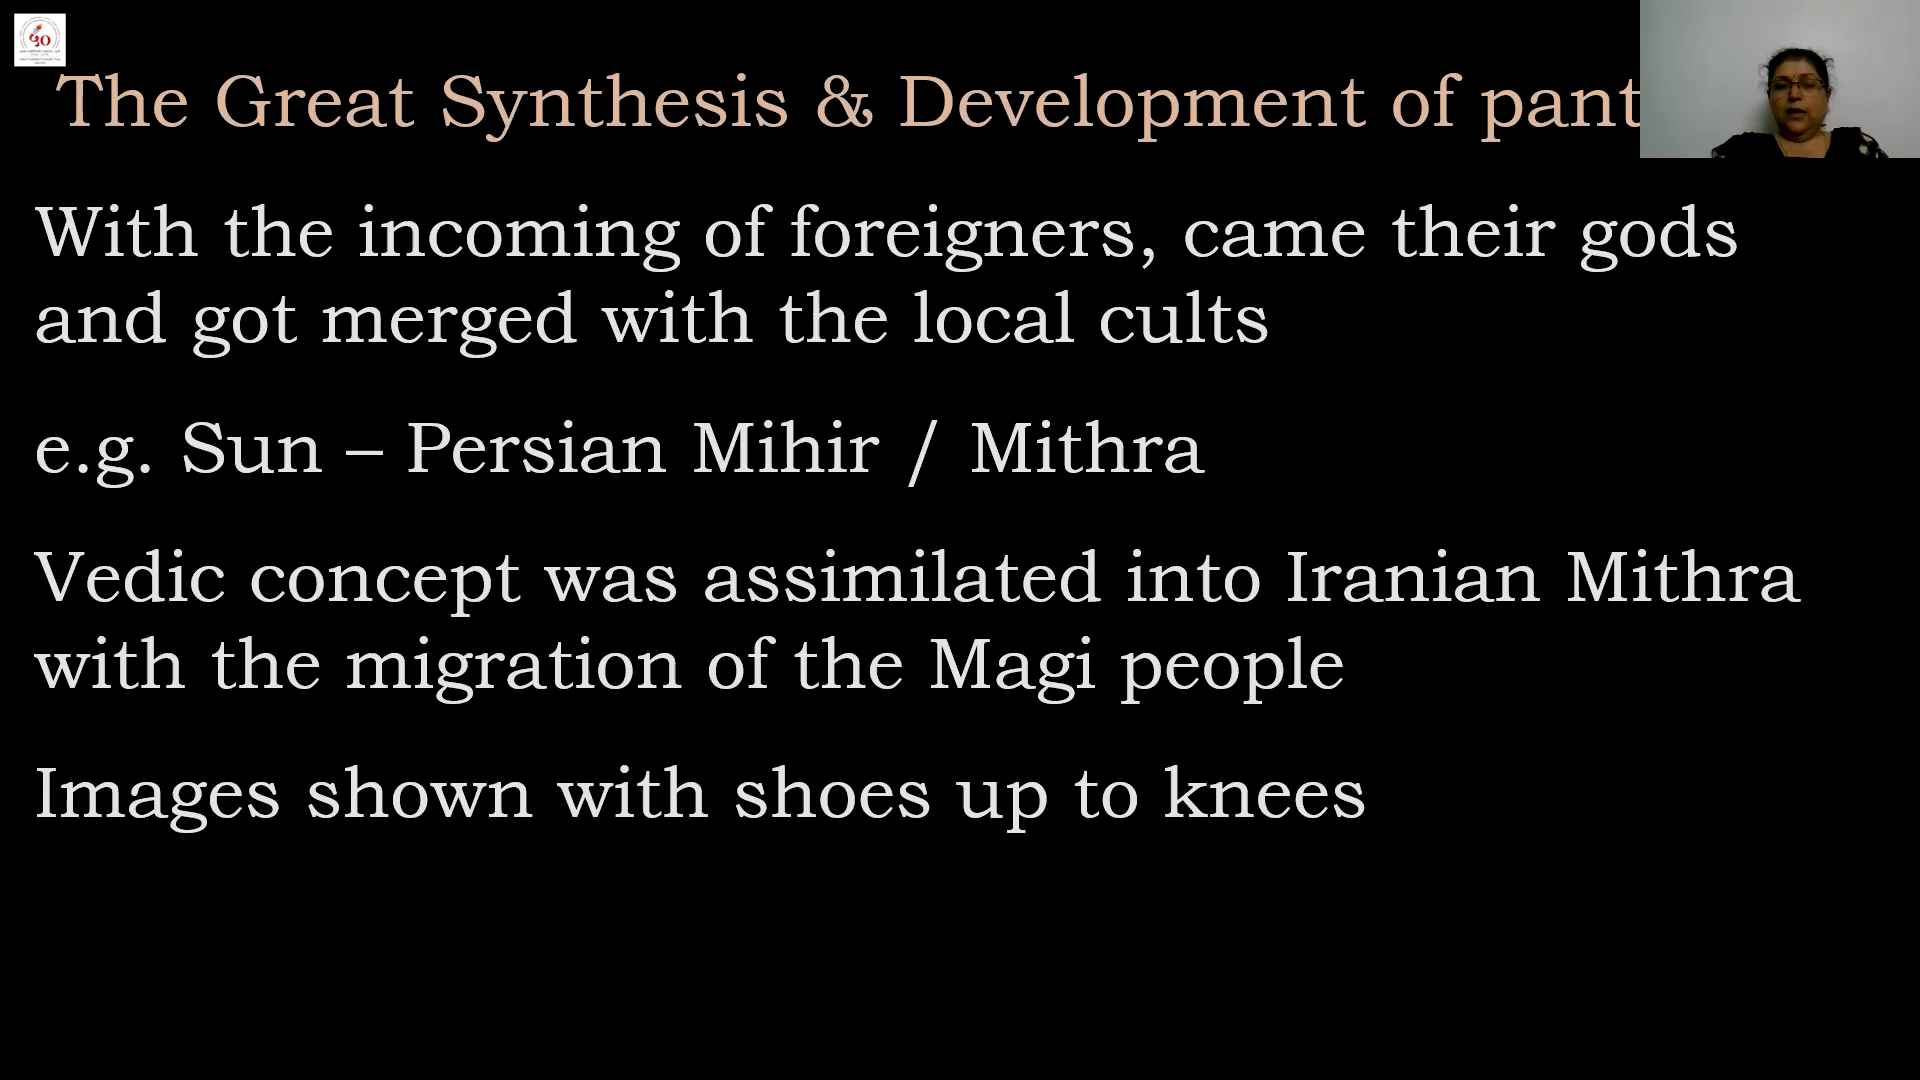 ५०
The Great Synthesis & Development of pant
With the incoming of foreigners, came their gods
and got merged with the local cults
e.g. Sun – Persian Mihir / Mithra
Vedic concept was assimilated into Iranian Mithra
with the migration of the Magi people
Images shown with shoes up to knees